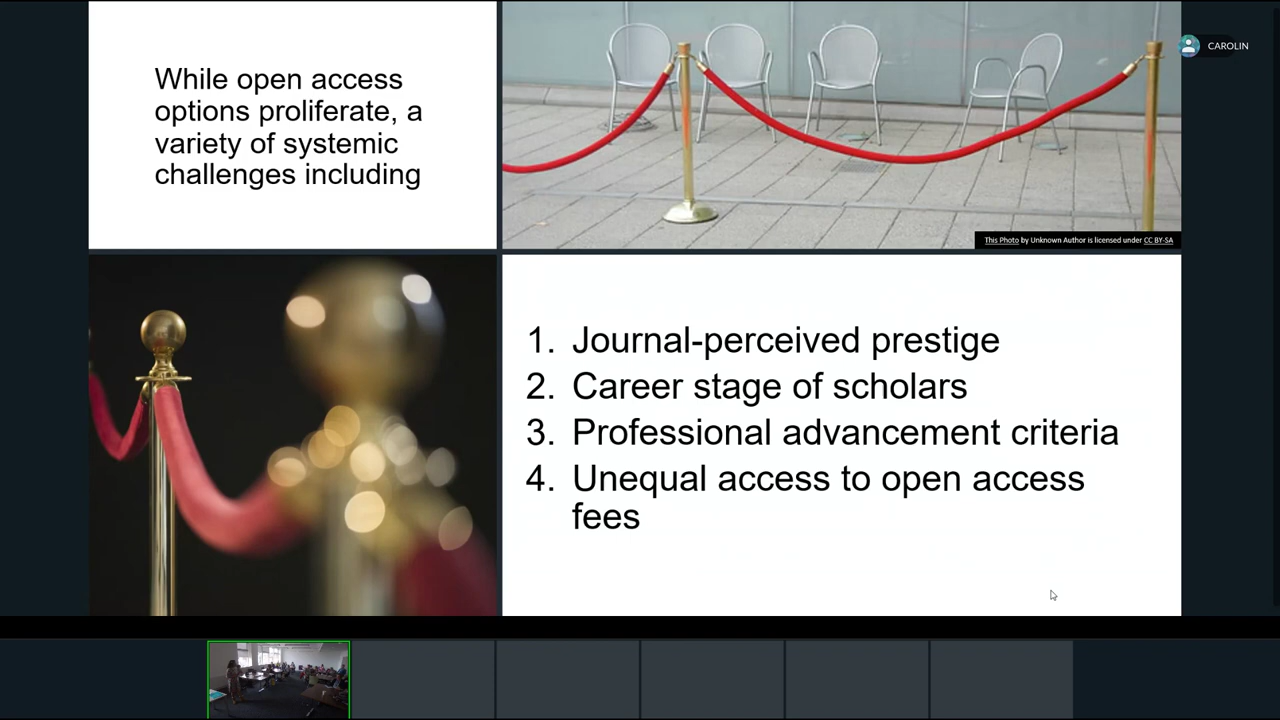 While open access
options proliferate, a
variety of systemic
challenges including
CAROLIN
This Photo by Unknown Author is licensed under CC BY-SA
1. Journal-perceived prestige
2. Career stage of scholars
3. Professional advancement criteria
4. Unequal access to open access
fees